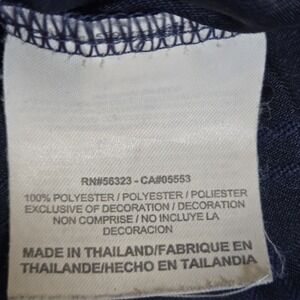 RN#56323 - CA#05553
100% POLYESTER / POLYESTER / POLIESTER
EXCLUSIVE OF DECORATION / DECORATION
NON COMPRISE / NO INCLUYE LA
DECORACION
MADE IN THAILAND/FABRIQUE EN
THAILANDE/HECHO EN TAILANDIA